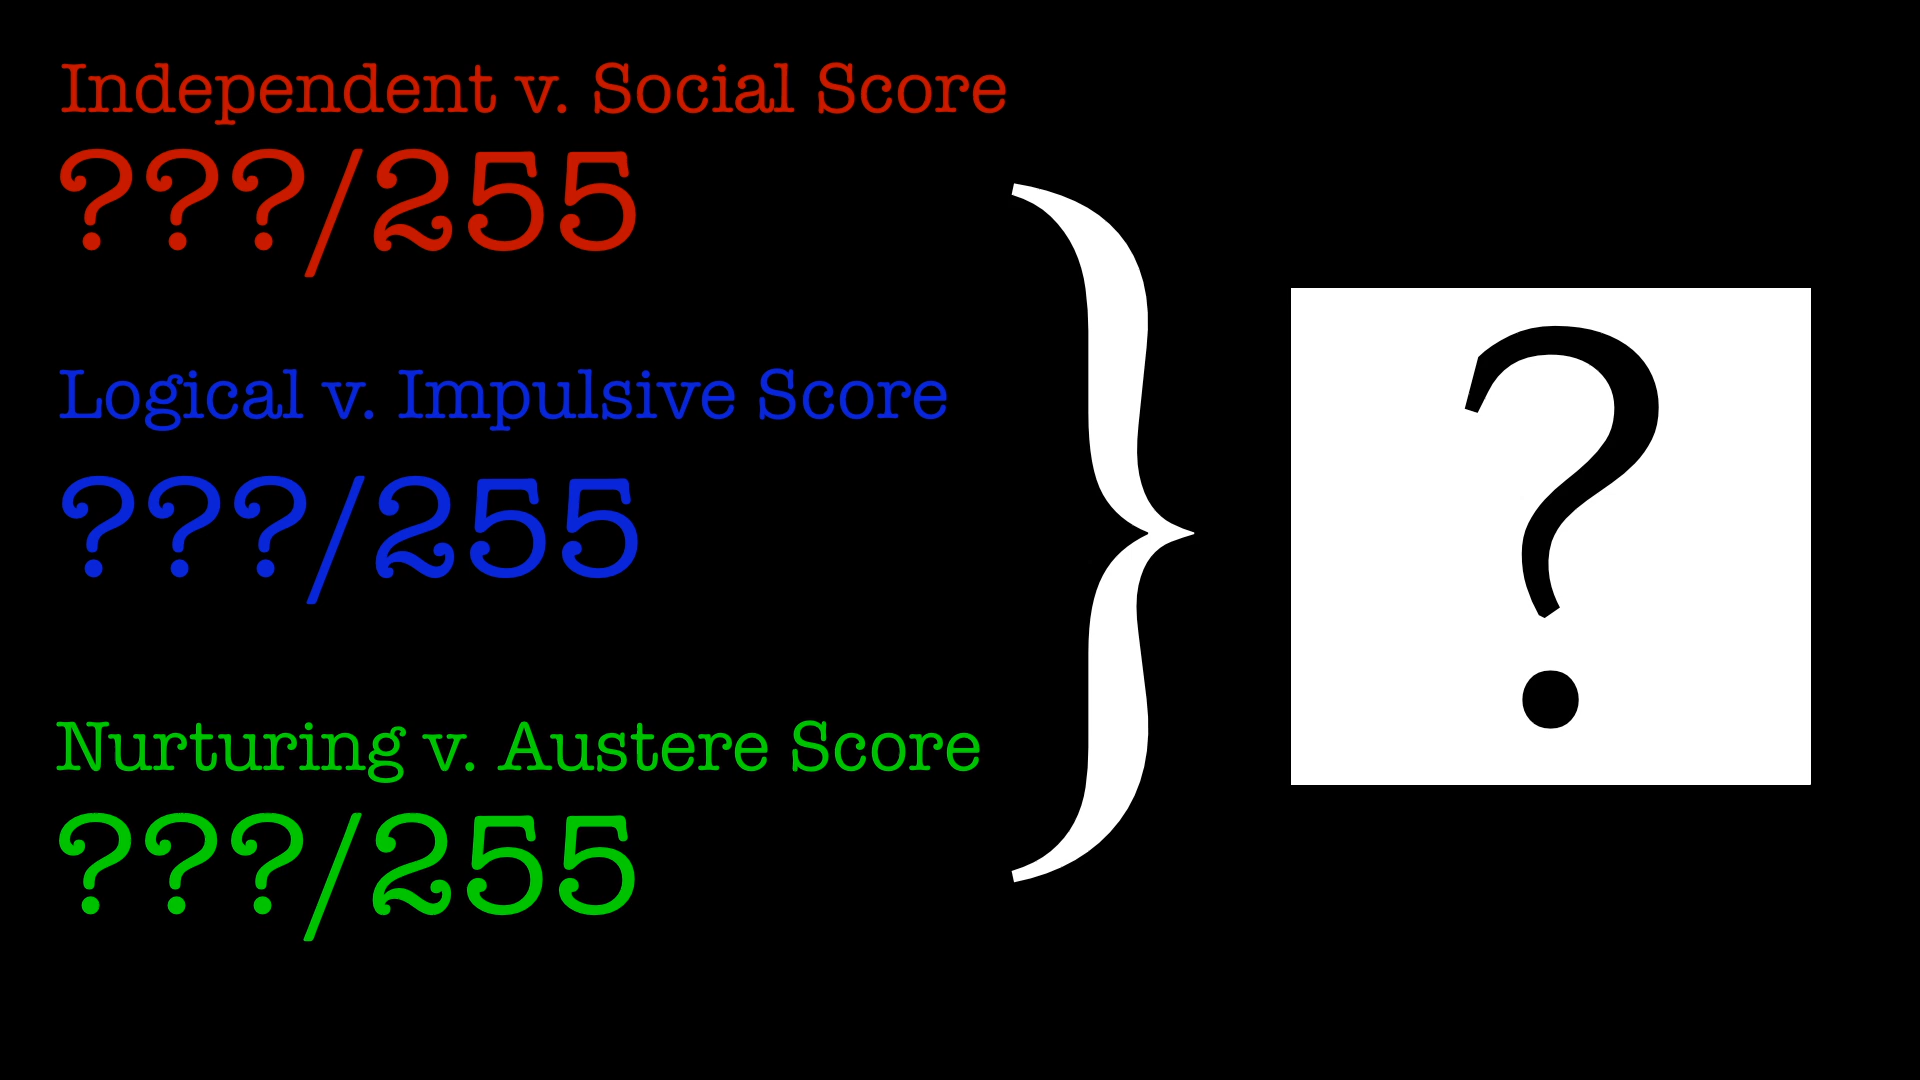 Independent v. Social Score
???/255
Logical v. Impulsive Score
???/255
Nurturing v. Austere Score
???/255
?